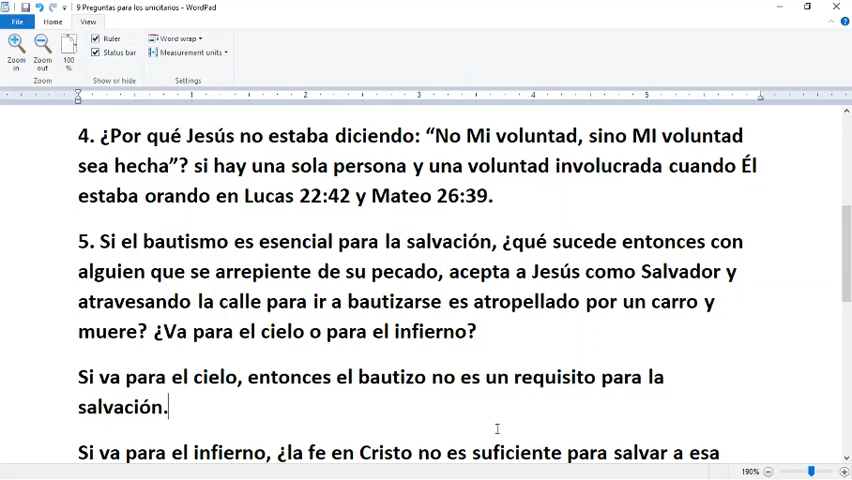 9 Preguntas para los unicitarios - WordPad
File Home View
Zoom in
Zoom out
100 %
Zoom
Ruler
Status bar
Show or hide
Word wrap
Measurement units
Settings
1 2 3 4 5
4. ¿Por qué Jesús no estaba diciendo: “No Mi voluntad, sino MI voluntad
sea hecha”? si hay una sola persona y una voluntad involucrada cuando Él
estaba orando en Lucas 22:42 y Mateo 26:39.
5. Si el bautismo es esencial para la salvación, ¿qué sucede entonces con
alguien que se arrepiente de su pecado, acepta a Jesús como Salvador y
atravesando la calle para ir a bautizarse es atropellado por un carro y
muere? ¿Va para el cielo o para el infierno?
Si va para el cielo, entonces el bautizo no es un requisito para la
salvación.
Si va para el infierno, ¿la fe en Cristo no es suficiente para salvar a esa
190%